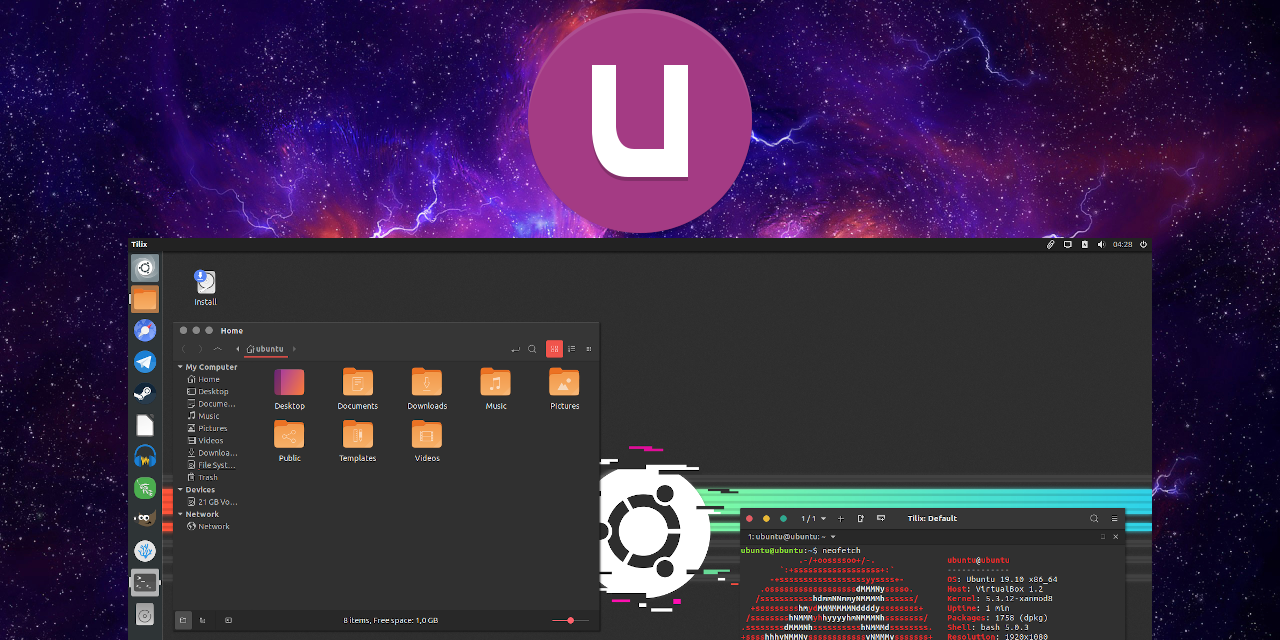 u
Tilix
04:28
Install
Home
ubuntu
My Computer
Home
Desktop
Docume...
Music
Pictures
Videos
Downloa...
File Syst...
Trash
Devices
21 GB Vo...
Network
Network
Desktop
Documents
Downloads
Music
Pictures
Public
Templates
Videos
8 items, Free space: 1,0 GB
1 / 1
Tilix: Default
1: ubuntu@ubuntu: ~
ubuntu@ubuntu:~$ neofetch
ubuntu@ubuntu
-------------
OS: Ubuntu 19.10 x86_64
Host: VirtualBox 1.2
Kernel: 5.3.12-xanmod8
Uptime: 1 min
Packages: 1758 (dpkg)
Shell: bash 5.0.3
Resolution: 1920x1080